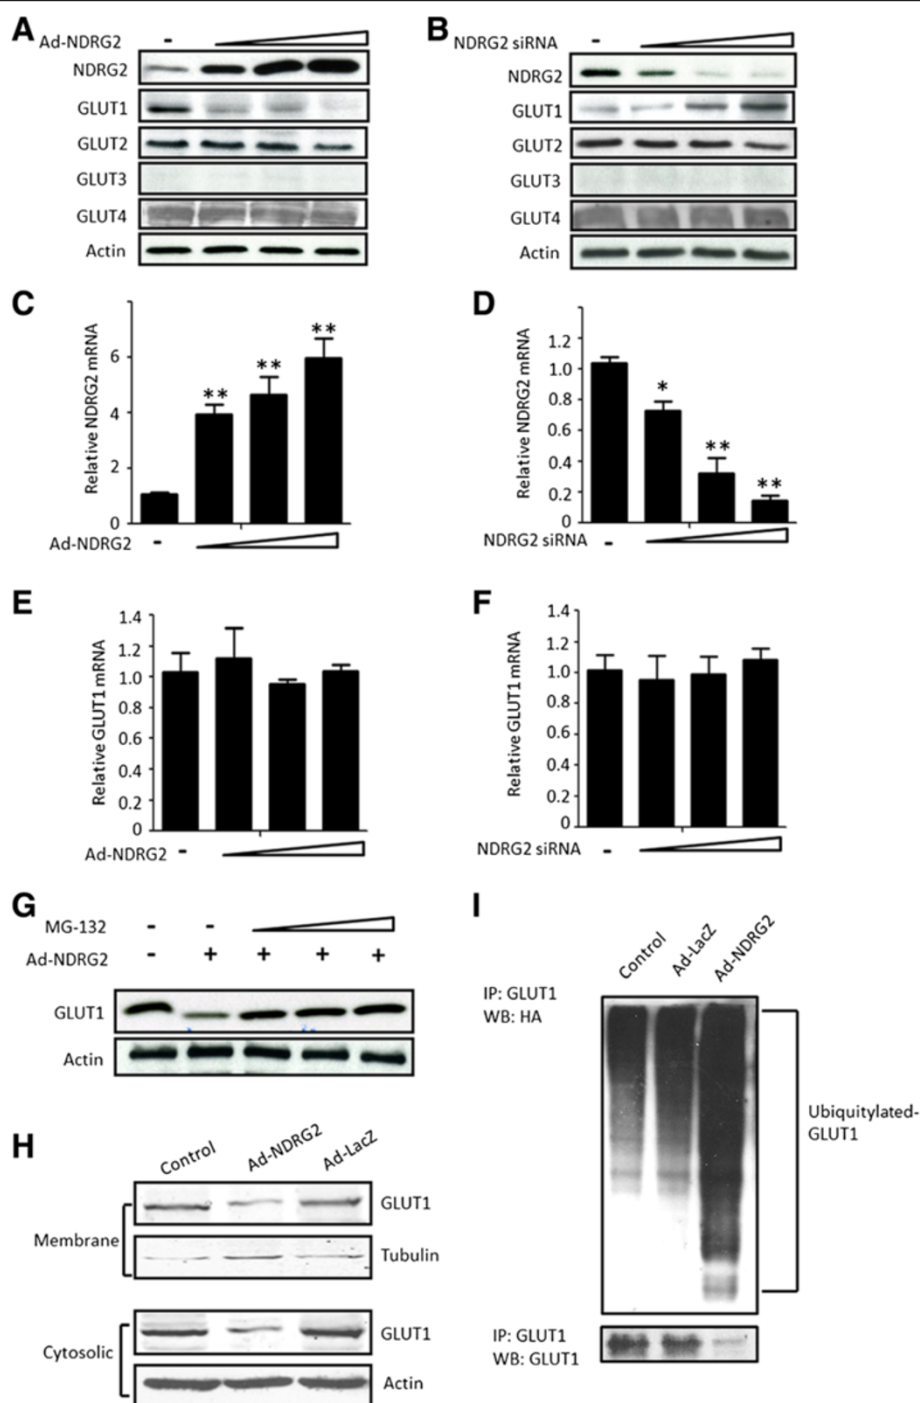 A
Ad-NDRG2 -
NDRG2
GLUT1
GLUT2
GLUT3
GLUT4
Actin
B
NDRG2 siRNA -
NDRG2
GLUT1
GLUT2
GLUT3
GLUT4
Actin
C
Relative NDRG2 mRNA
6
4
2
0
** ** **
Ad-NDRG2 -
D
Relative NDRG2 mRNA
1.2
1.0
0.8
0.6
0.4
0.2
0
* ** **
NDRG2 siRNA -
E
Relative GLUT1 mRNA
1.4
1.2
1.0
0.8
0.6
0.4
0.2
0
Ad-NDRG2 -
F
Relative GLUT1 mRNA
1.4
1.2
1.0
0.8
0.6
0.4
0.2
0
NDRG2 siRNA -
G
MG-132 - -
Ad-NDRG2 - + + + +
GLUT1
Actin
H
Control Ad-NDRG2 Ad-LacZ
Membrane
GLUT1
Tubulin
Cytosolic
GLUT1
Actin
I
Control Ad-LacZ Ad-NDRG2
IP: GLUT1
WB: HA
Ubiquitylated-
GLUT1
IP: GLUT1
WB: GLUT1